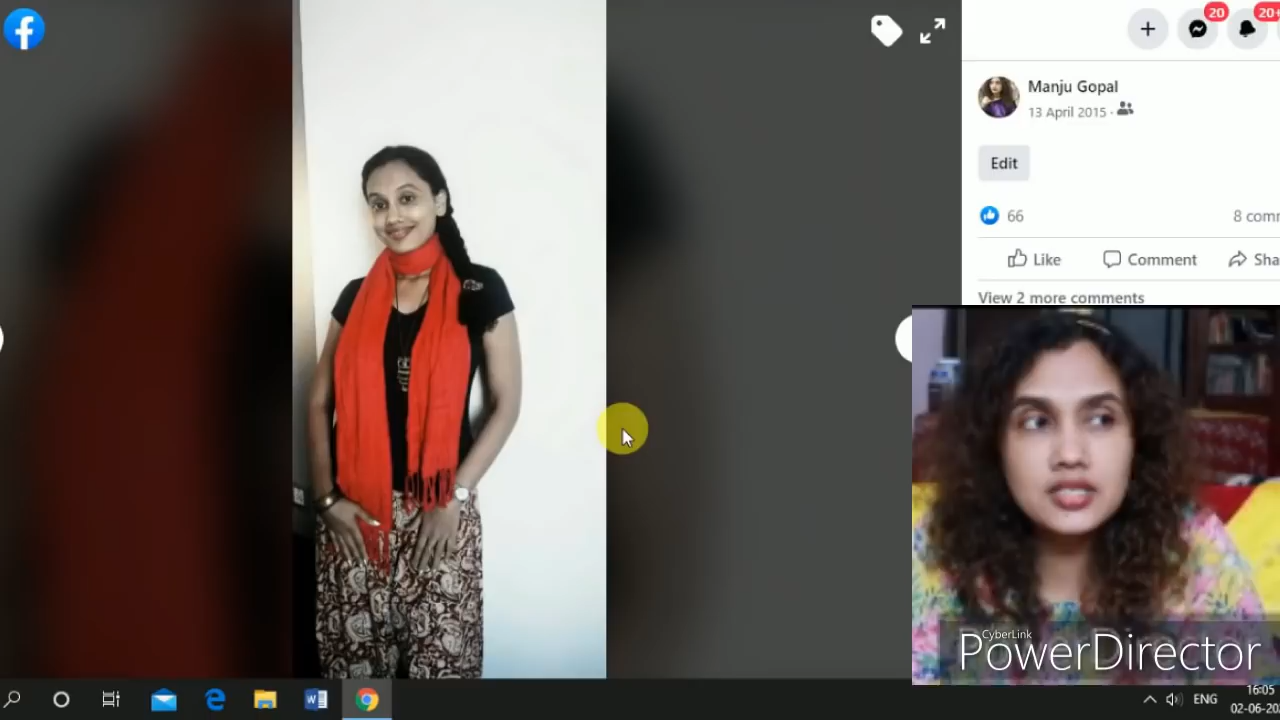 20
20+
Manju Gopal
13 April 2015 ·
Edit
66
8 comm
Like
Comment
Sha
View 2 more comments
CyberLink
PowerDirector
ENG
16:05
02-06-20